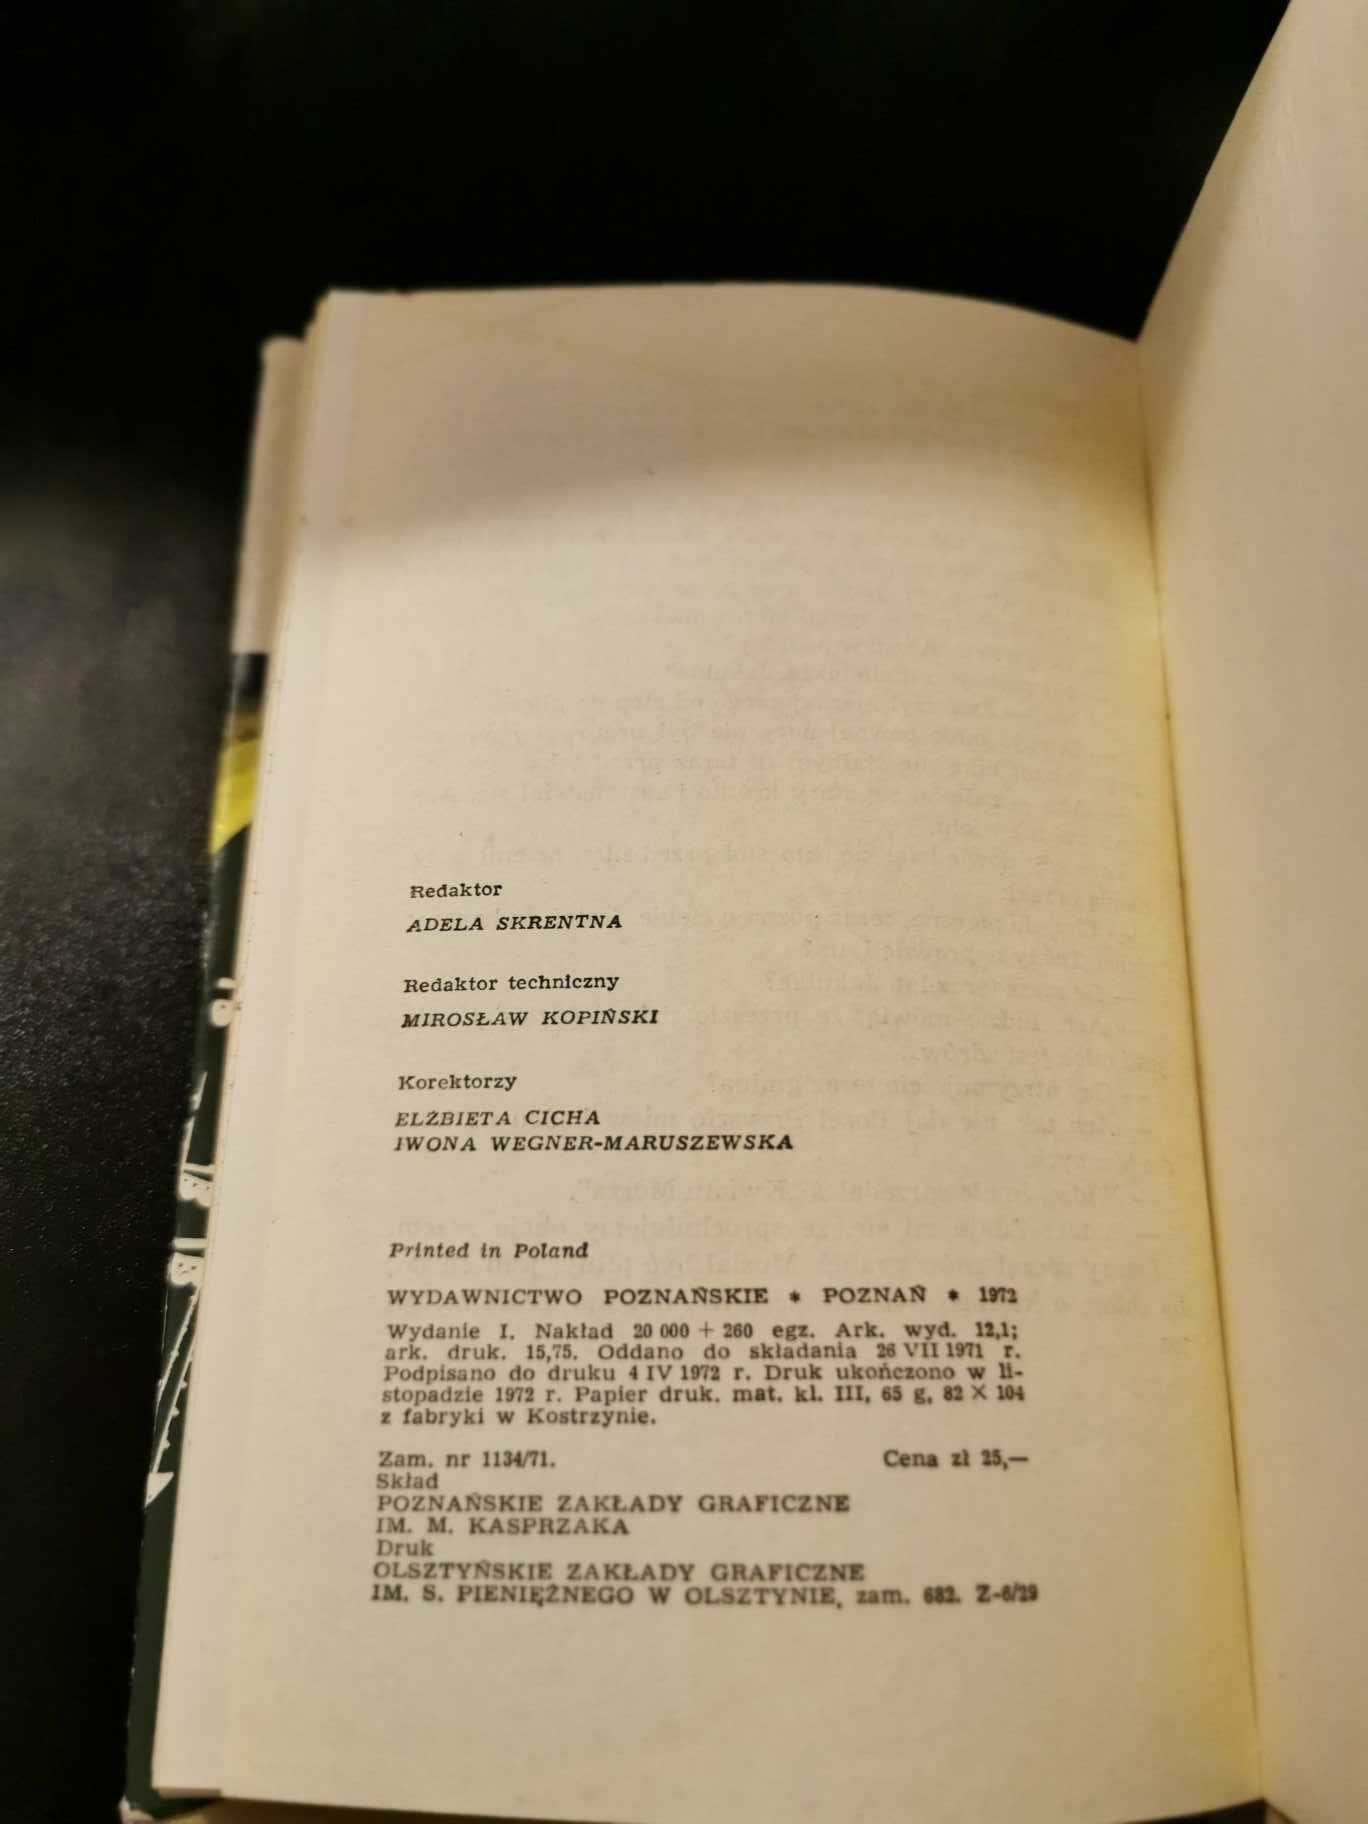 Redaktor
ADELA SKRENTNA
Redaktor techniczny
MIROSŁAW KOPIŃSKI
Korektorzy
ELŻBIETA CICHA
IWONA WEGNER-MARUSZEWSKA
Printed in Poland
WYDAWNICTWO POZNAŃSKIE * POZNAŃ * 1972
Wydanie I. Nakład 20 000 + 260 egz. Ark. wyd. 12,1;
ark. druk. 15,75. Oddano do składania 26 VII 1971 r.
Podpisano do druku 4 IV 1972 r. Druk ukończono w li-
stopadzie 1972 r. Papier druk. mat. kl. III, 65 g, 82 × 104
z fabryki w Kostrzynie.
Zam. nr 1134/71. Cena zł 25,—
Skład
POZNAŃSKIE ZAKŁADY GRAFICZNE
IM. M. KASPRZAKA
Druk
OLSZTYŃSKIE ZAKŁADY GRAFICZNE
IM. S. PIENIĘŻNEGO W OLSZTYNIE, zam. 682. Z-6/29